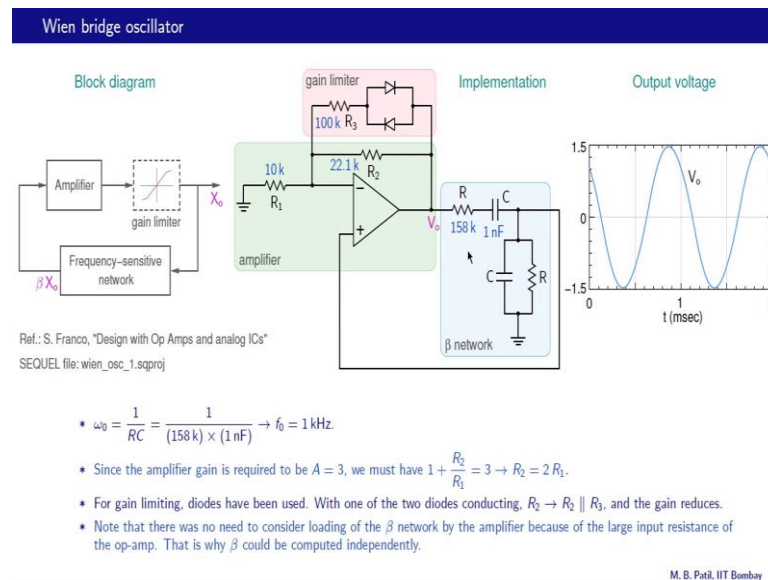 Wien bridge oscillator
Block diagram
gain limiter
Implementation
Output voltage
100 k R₃
22.1 k
R₂
10 k
R₁
−
+
amplifier
Amplifier
gain limiter
Xₒ
Frequency−sensitive
network
β Xₒ
Vₒ
R
158 k
C
1 nF
C
R
β network
1.5
0
−1.5
Vₒ
0
1
t (msec)
Ref.: S. Franco, "Design with Op Amps and analog ICs"
SEQUEL file: wien_osc_1.sqproj
* ω₀ = 1/RC = 1/((158 k) × (1 nF)) → f₀ = 1 kHz.
* Since the amplifier gain is required to be A = 3, we must have 1 + R₂/R₁ = 3 → R₂ = 2 R₁.
* For gain limiting, diodes have been used. With one of the two diodes conducting, R₂ → R₂ ∥ R₃, and the gain reduces.
* Note that there was no need to consider loading of the β network by the amplifier because of the large input resistance of
the op-amp. That is why β could be computed independently.
M. B. Patil, IIT Bombay